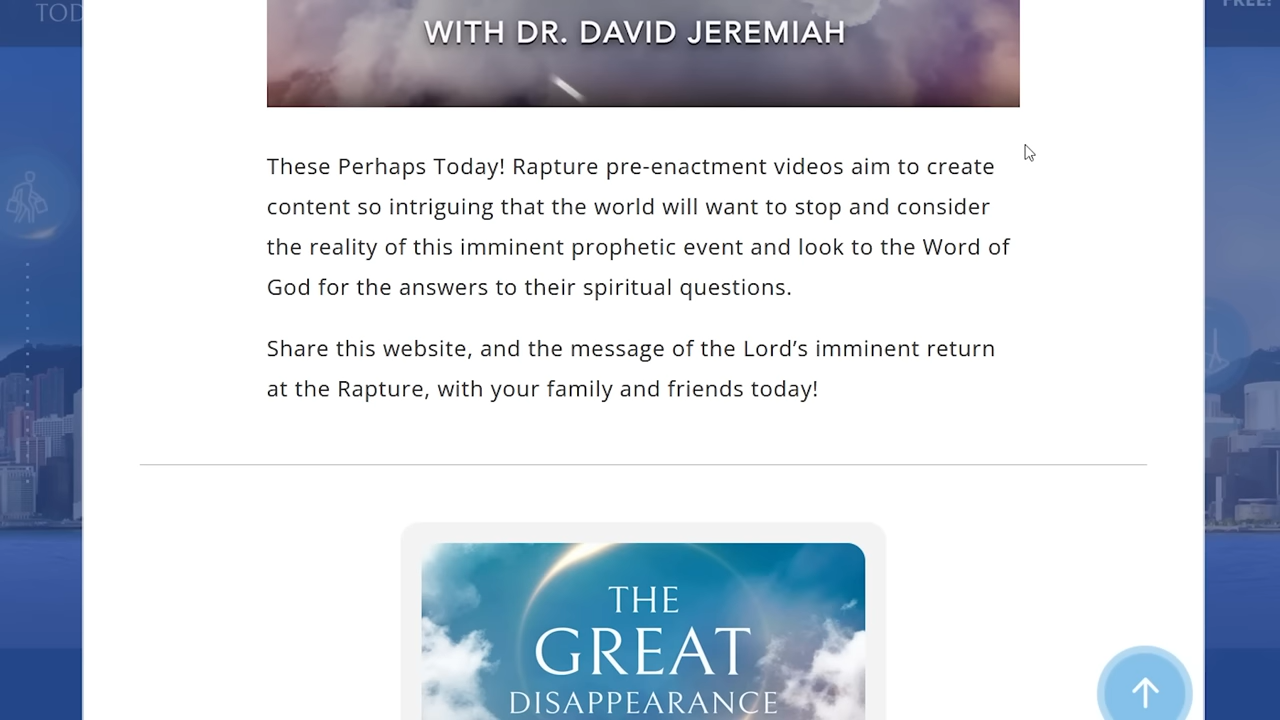 TOD
FREE!
WITH DR. DAVID JEREMIAH
These Perhaps Today! Rapture pre-enactment videos aim to create
content so intriguing that the world will want to stop and consider
the reality of this imminent prophetic event and look to the Word of
God for the answers to their spiritual questions.
Share this website, and the message of the Lord’s imminent return
at the Rapture, with your family and friends today!
THE
GREAT
DISAPPEARANCE